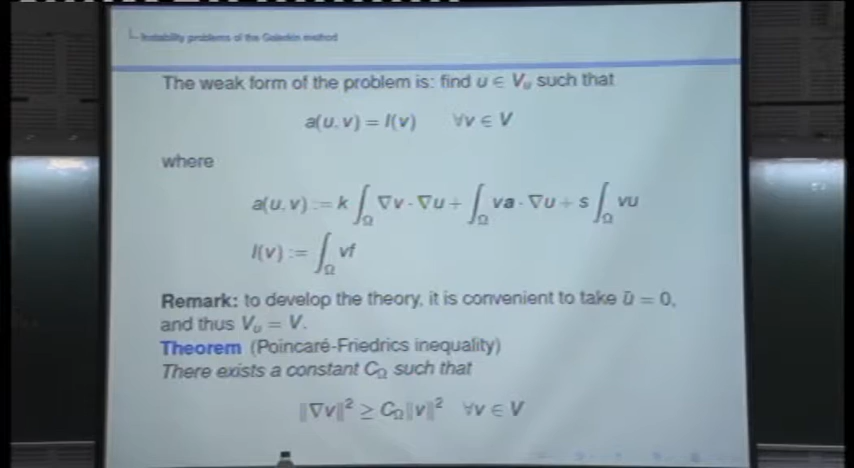 Instability problems of the Galerkin method
The weak form of the problem is: find u ∈ Vᵤ such that
a(u, v) = l(v) ∀v ∈ V
where
a(u, v) := k ∫_Ω ∇v · ∇u + ∫_Ω va · ∇u + s ∫_Ω vu
l(v) := ∫_Ω vf
Remark: to develop the theory, it is convenient to take ū = 0,
and thus Vᵤ = V.
Theorem (Poincaré-Friedrics inequality)
There exists a constant C_Ω such that
‖∇v‖² ≥ C_Ω‖v‖² ∀v ∈ V